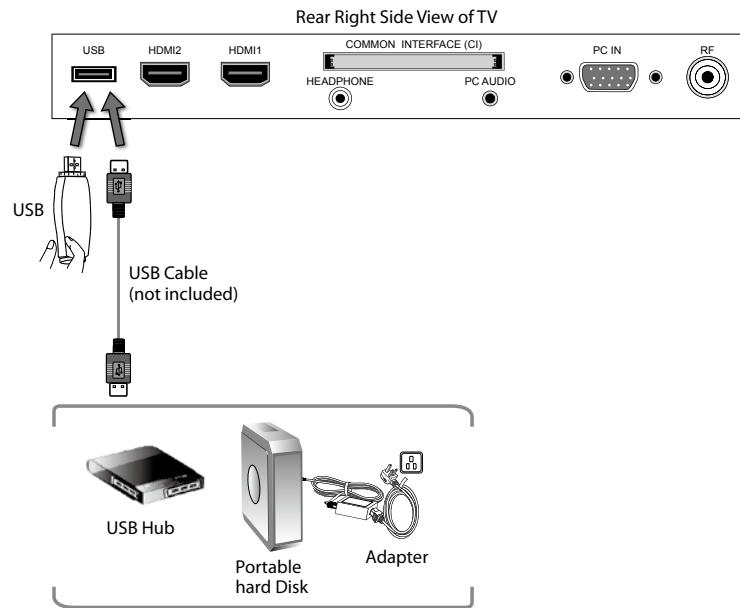 Rear Right Side View of TV
USB
HDMI2
HDMI1
COMMON INTERFACE (CI)
PC IN
RF
HEADPHONE
PC AUDIO
USB
USB Cable
(not included)
USB Hub
Portable
hard Disk
Adapter